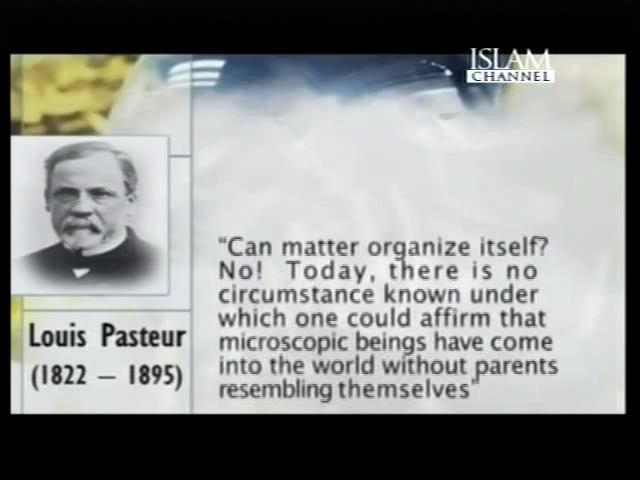 ISLAM
CHANNEL
Louis Pasteur
(1822 – 1895)
"Can matter organize itself?
No! Today, there is no
circumstance known under
which one could affirm that
microscopic beings have come
into the world without parents
resembling themselves"